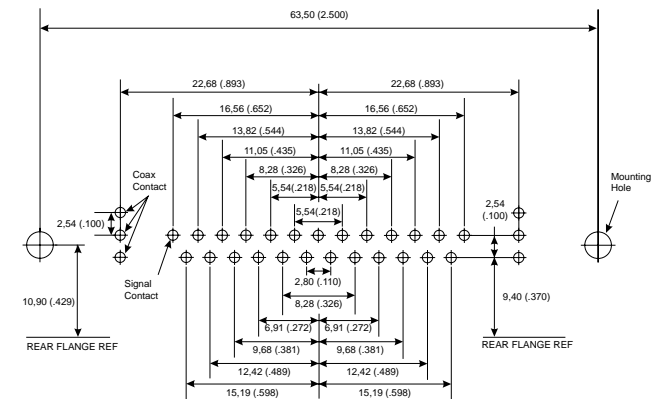 63,50 (2.500)
22,68 (.893) 22,68 (.893)
16,56 (.652) 16,56 (.652)
13,82 (.544) 13,82 (.544)
11,05 (.435) 11,05 (.435)
8,28 (.326) 8,28 (.326)
5,54(.218) 5,54(.218)
5,54(.218)
Coax
Contact
Mounting
Hole
2,54
(.100)
2,54 (.100)
Signal
Contact
2,80 (.110)
8,28 (.326)
10,90 (.429)
9,40 (.370)
6,91 (.272) 6,91 (.272)
REAR FLANGE REF
REAR FLANGE REF
9,68 (.381) 9,68 (.381)
12,42 (.489) 12,42 (.489)
15,19 (.598) 15,19 (.598)